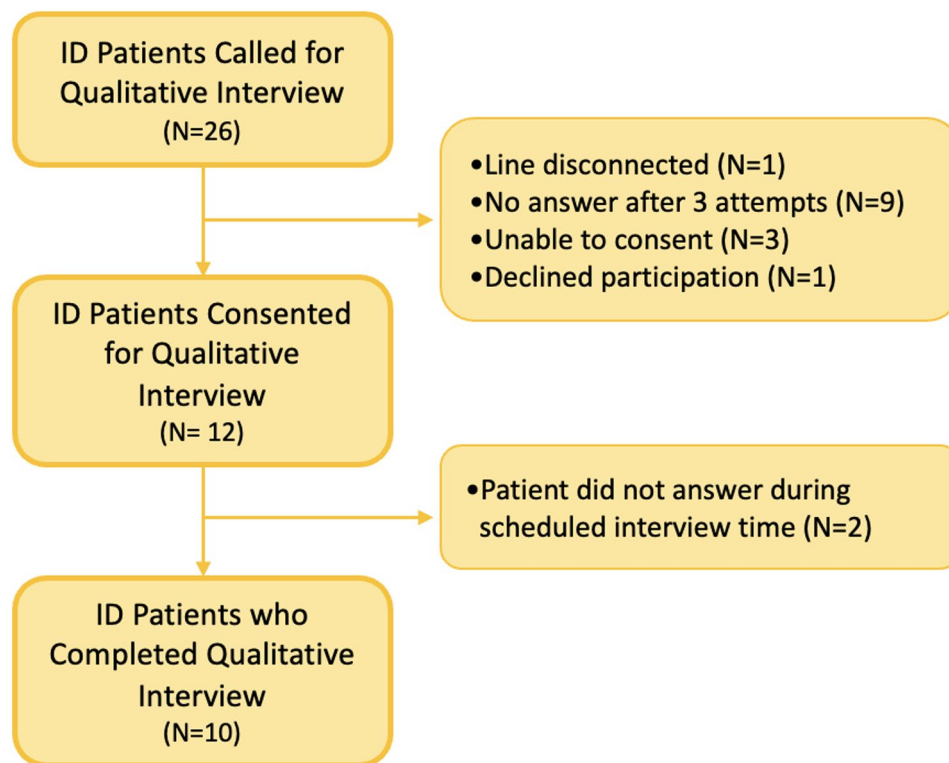 ID Patients Called for
Qualitative Interview
(N=26)
•Line disconnected (N=1)
•No answer after 3 attempts (N=9)
•Unable to consent (N=3)
•Declined participation (N=1)
ID Patients Consented
for Qualitative
Interview
(N= 12)
•Patient did not answer during
scheduled interview time (N=2)
ID Patients who
Completed Qualitative
Interview
(N=10)